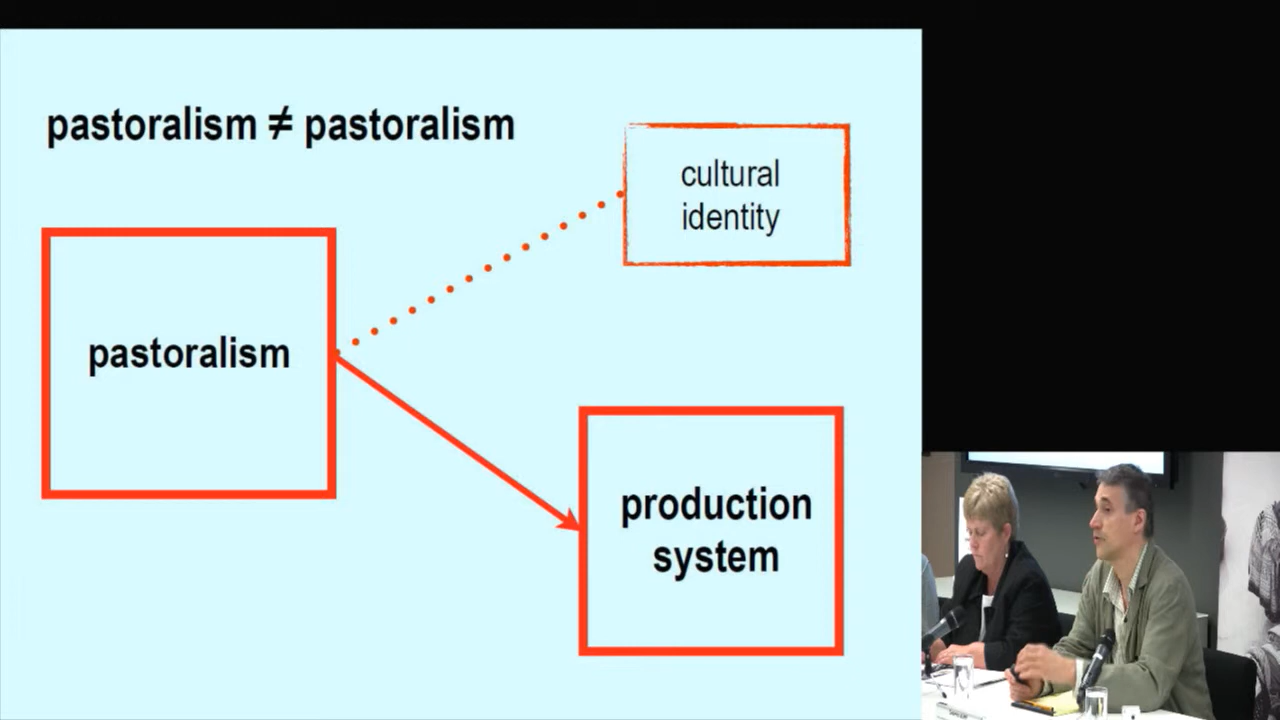 pastoralism ≠ pastoralism
cultural
identity
pastoralism
production
system